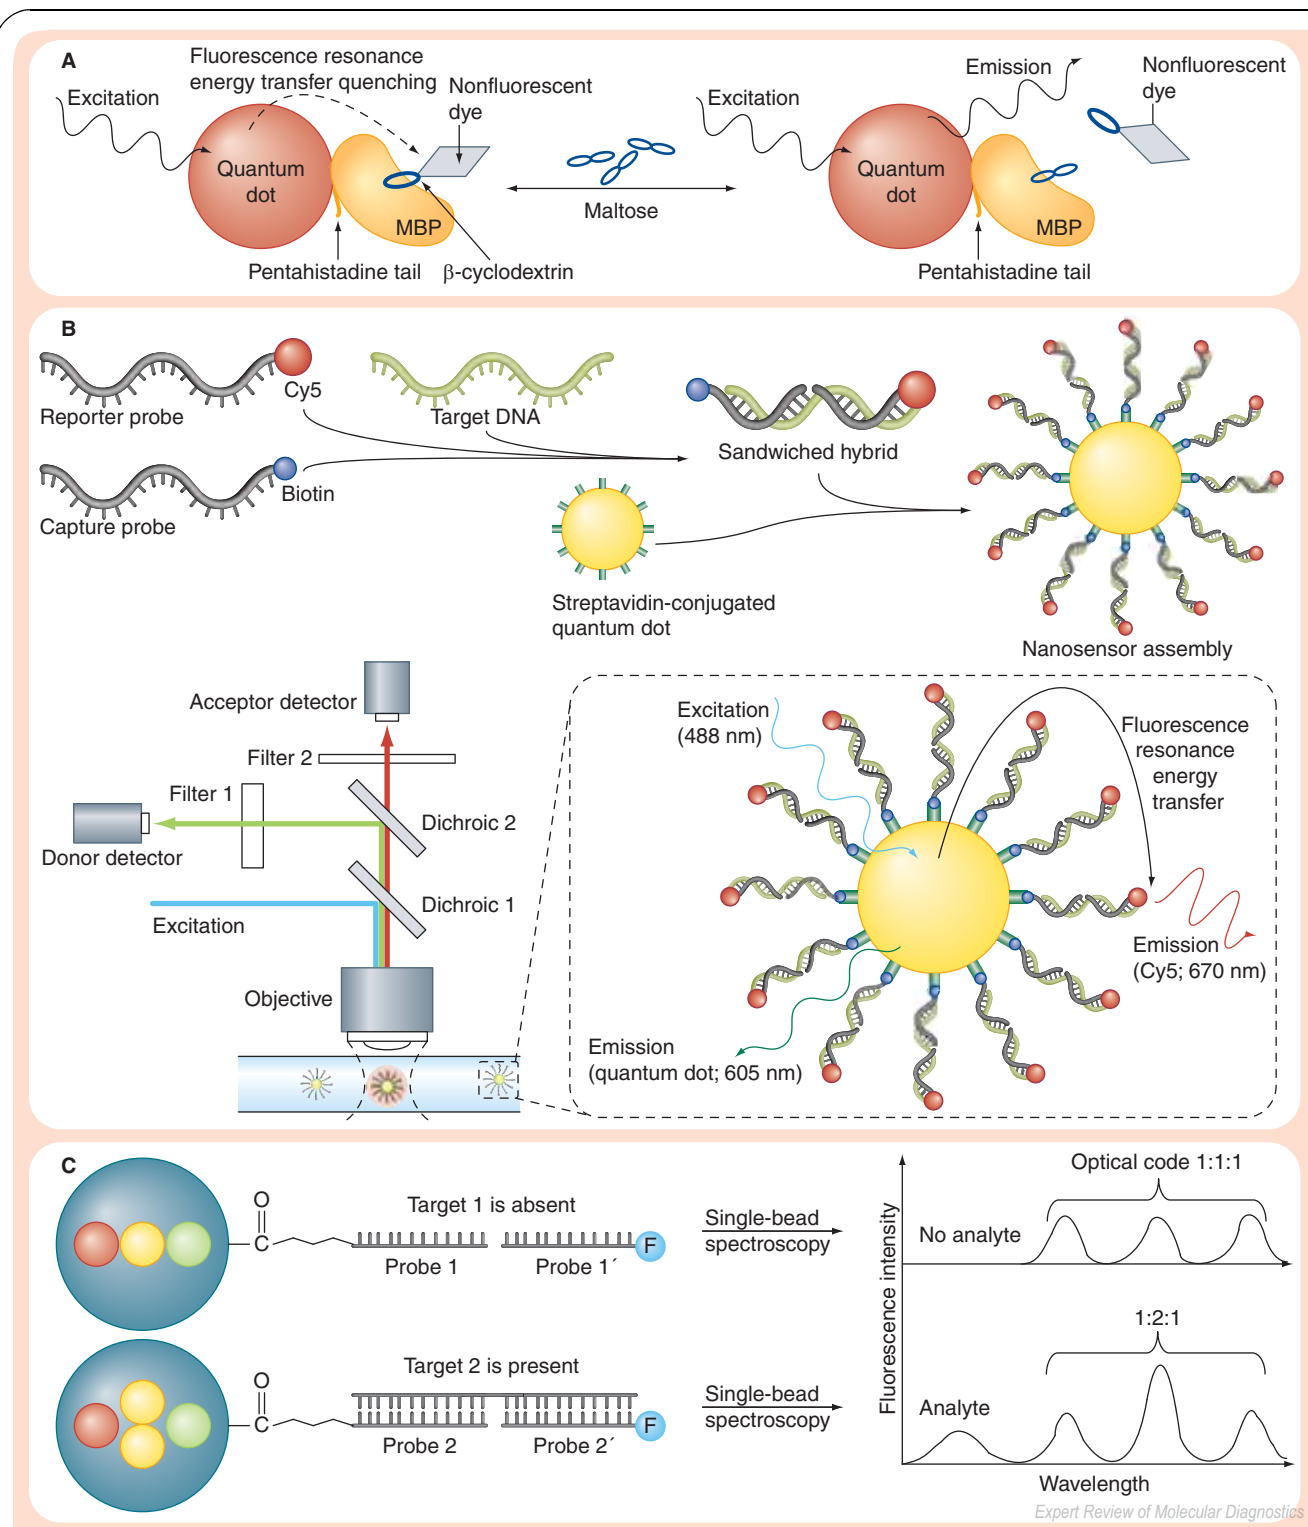 A
Fluorescence resonance
energy transfer quenching
Nonfluorescent
dye
Excitation
Quantum
dot
MBP
Pentahistadine tail
β-cyclodextrin
Maltose
Excitation
Emission
Nonfluorescent
dye
Quantum
dot
MBP
Pentahistadine tail
B
Cy5
Reporter probe
Target DNA
Biotin
Capture probe
Sandwiched hybrid
Streptavidin-conjugated
quantum dot
Nanosensor assembly
Acceptor detector
Filter 2
Filter 1
Dichroic 2
Donor detector
Dichroic 1
Excitation
Objective
Excitation
(488 nm)
Fluorescence
resonance
energy
transfer
Emission
(Cy5; 670 nm)
Emission
(quantum dot; 605 nm)
C
O
C
Target 1 is absent
Probe 1
Probe 1´
F
Single-bead
spectroscopy
O
C
Target 2 is present
Probe 2
Probe 2´
F
Single-bead
spectroscopy
Fluorescence intensity
Optical code 1:1:1
No analyte
1:2:1
Analyte
Wavelength
Expert Review of Molecular Diagnostics